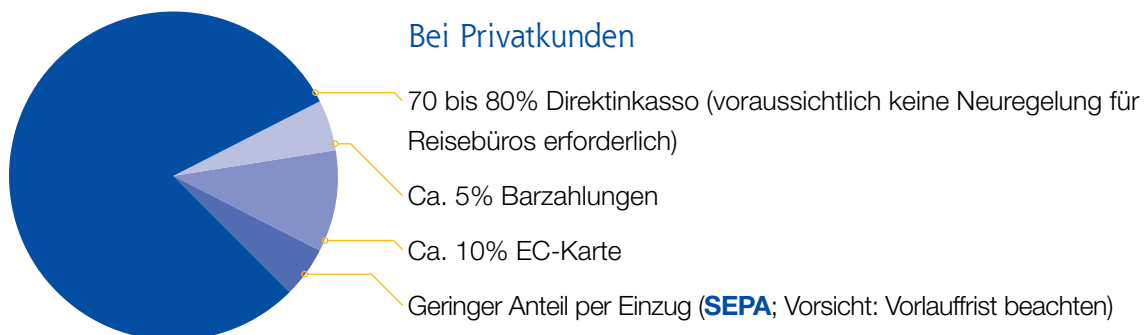 Bei Privatkunden
70 bis 80% Direktinkasso (voraussichtlich keine Neuregelung für
Reisebüros erforderlich)
Ca. 5% Barzahlungen
Ca. 10% EC-Karte
Geringer Anteil per Einzug (SEPA; Vorsicht: Vorlauffrist beachten)